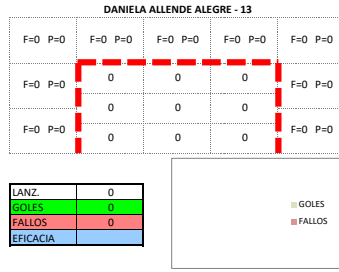 DANIELA ALLENDE ALEGRE - 13
F=0 P=0 F=0 P=0 F=0 P=0 F=0 P=0 F=0 P=0
F=0 P=0 0 0 0 F=0 P=0
0 0 0
F=0 P=0 0 0 0 F=0 P=0
LANZ. 0
GOLES 0
FALLOS 0
EFICACIA
GOLES
FALLOS